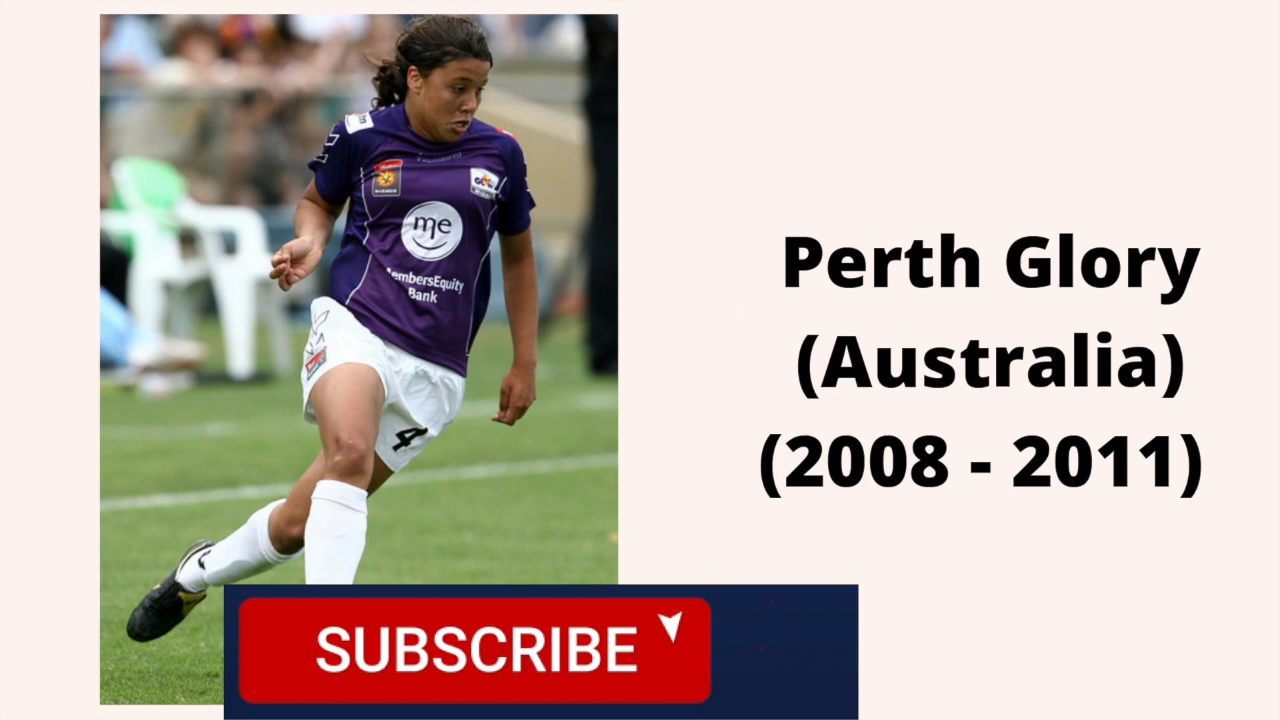 Perth Glory
(Australia)
(2008 - 2011)
me
MembersEquity
Bank
4
SUBSCRIBE